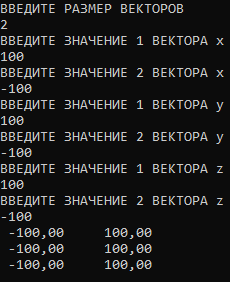 ВВЕДИТЕ РАЗМЕР ВЕКТОРОВ
2
ВВЕДИТЕ ЗНАЧЕНИЕ 1 ВЕКТОРА x
100
ВВЕДИТЕ ЗНАЧЕНИЕ 2 ВЕКТОРА x
-100
ВВЕДИТЕ ЗНАЧЕНИЕ 1 ВЕКТОРА y
100
ВВЕДИТЕ ЗНАЧЕНИЕ 2 ВЕКТОРА y
-100
ВВЕДИТЕ ЗНАЧЕНИЕ 1 ВЕКТОРА z
100
ВВЕДИТЕ ЗНАЧЕНИЕ 2 ВЕКТОРА z
-100
-100,00 100,00
-100,00 100,00
-100,00 100,00